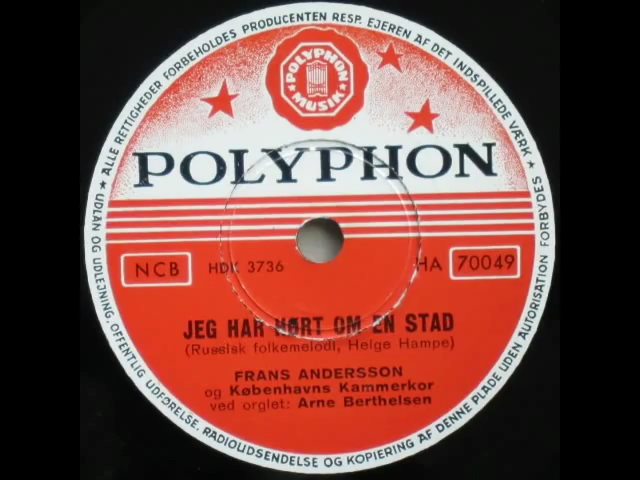 ★ ALLE RETTIGHEDER FORBEHOLDES PRODUCENTEN RESP. EJEREN AF DET INDSPILLEDE VÆRK ★
UDLAN OG UDLEJNING, OFFENTLIG UDFØRELSE, RADIOUDSENDELSE OG KOPIERING AF DENNE PLADE UDEN AUTORISATION FORBYDES
POLYPHON
MUSIK
POLYPHON
NCB HDK 3736 HA 70049
JEG HAR HØRT OM EN STAD
(Russisk folkemelodi, Helge Hampe)
FRANS ANDERSSON
og Københavns Kammerkor
ved orglet: Arne Berthelsen